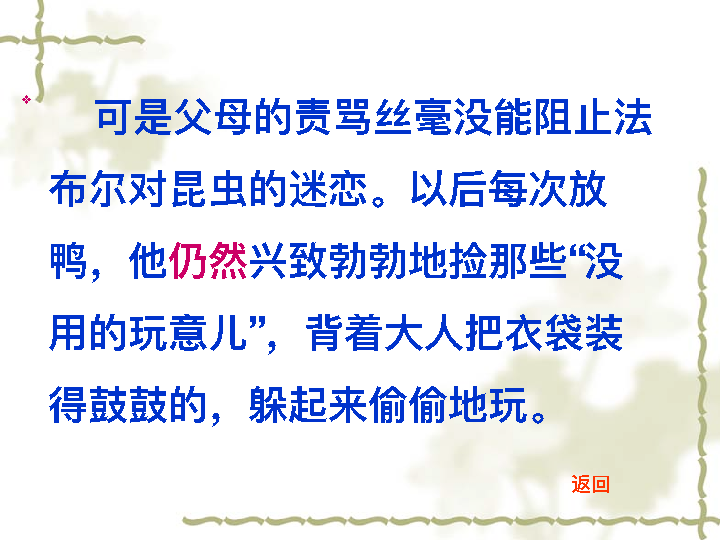 可是父母的责骂丝毫没能阻止法
布尔对昆虫的迷恋。以后每次放
鸭，他仍然兴致勃勃地捡那些“没
用的玩意儿”，背着大人把衣袋装
得鼓鼓的，躲起来偷偷地玩。
返回